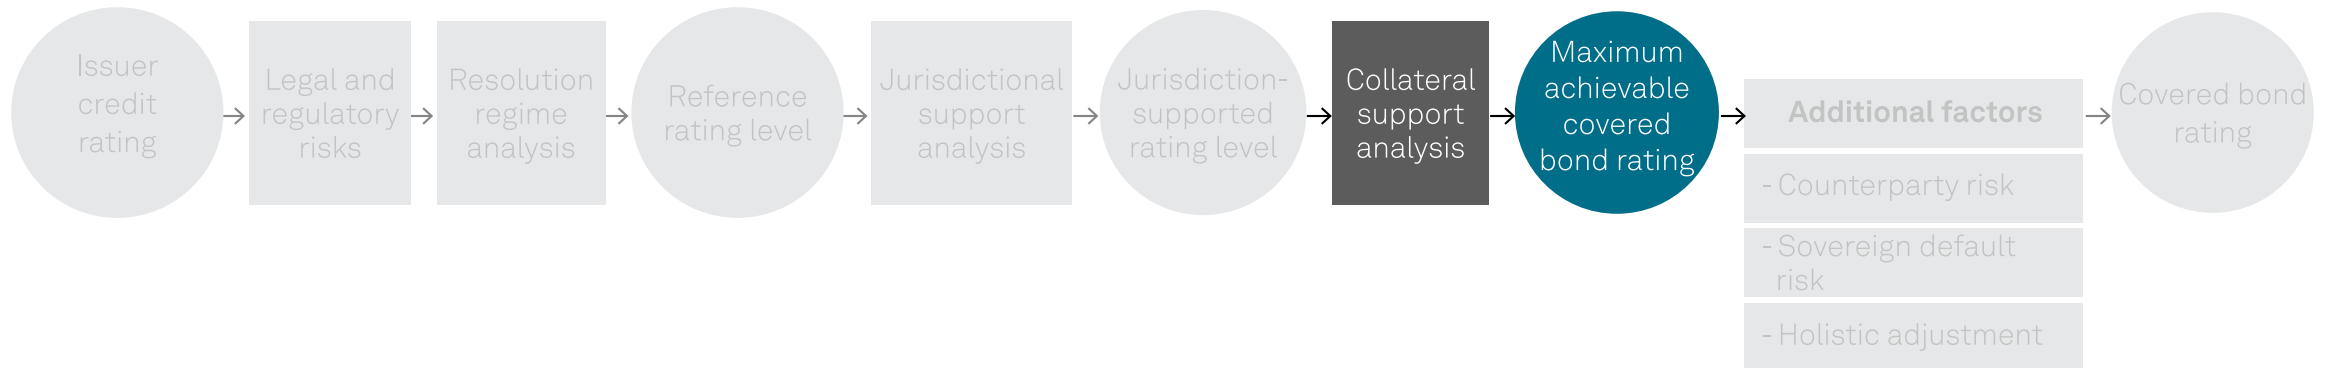 Issuer
credit
rating
Legal and
regulatory
risks
Resolution
regime
analysis
Reference
rating level
Jurisdictional
support
analysis
Jurisdiction-
supported
rating level
Collateral
support
analysis
Maximum
achievable
covered
bond rating
Additional factors
- Counterparty risk
- Sovereign default
risk
- Holistic adjustment
Covered bond
rating